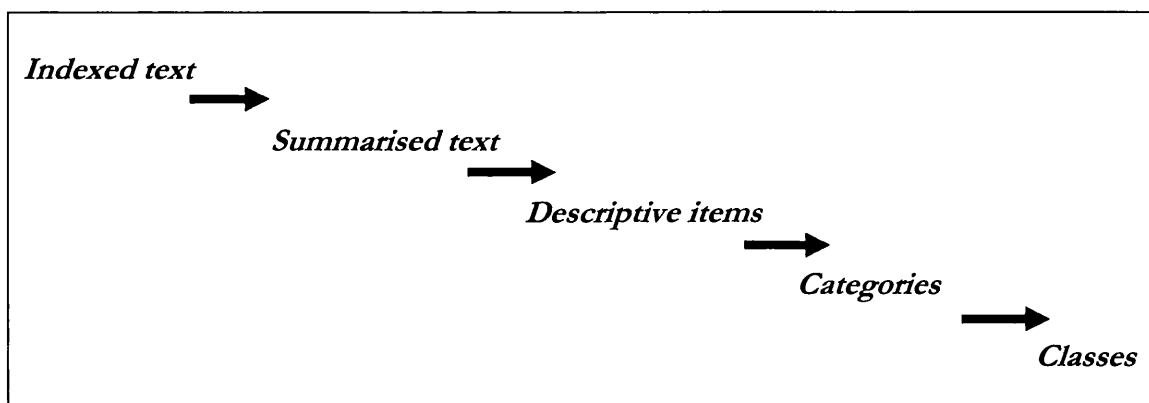 Indexed text
Summarised text
Descriptive items
Categories
Classes